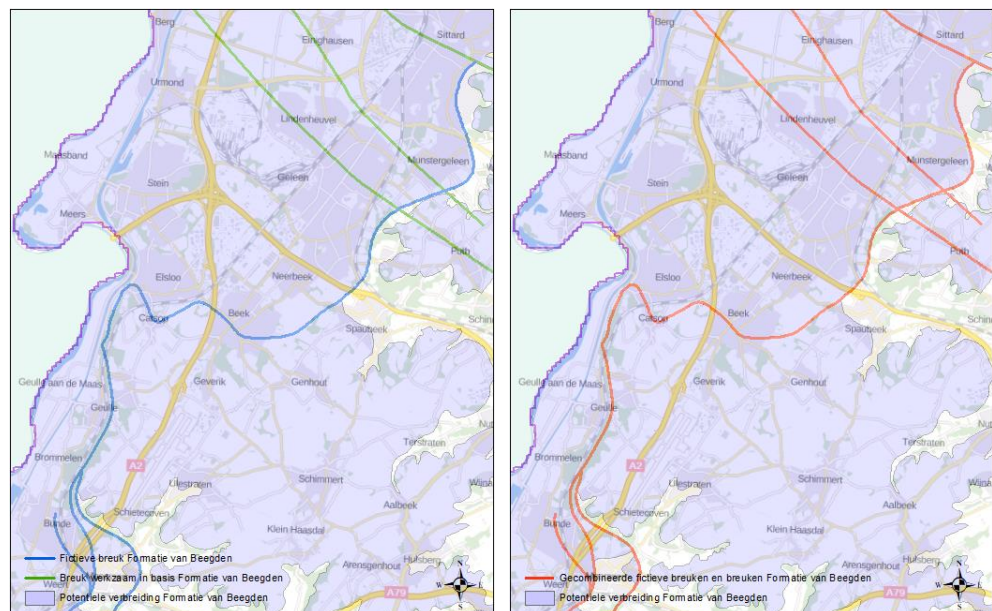 Berg
Sittard
Einighausen
Urmond
Lindenheuvel
Maasband
Munstergeleen
Stein
Geleen
Meers
Puth
Elsloo
Neerbeek
Catsop
Beek
Spaubeek
Geulle aan de Maas
Geverik
Genhout
Geulle
Terstraten
Brommelen
A2
Ulestraten
Schimmert
Aalbeek
Bunde
Klein Haasdal
Hulsberg
Arensgenhout
A79
Fictieve breuk Formatie van Beegden
Breuk werkzaam in basis Formatie van Beegden
Potentiële verbreiding Formatie van Beegden
N
W
S
Berg
Sittard
Einighausen
Urmond
Lindenheuvel
Maasband
Munstergeleen
Stein
Geleen
Meers
Puth
Elsloo
Neerbeek
Catsop
Beek
Spaubeek
Geulle aan de Maas
Geverik
Genhout
Geulle
Terstraten
Brommelen
A2
Ulestraten
Schimmert
Aalbeek
Bunde
Klein Haasdal
Hulsberg
Arensgenhout
A79
Gecombineerde fictieve breuken en breuken Formatie van Beegden
Potentiële verbreiding Formatie van Beegden
N
W
S